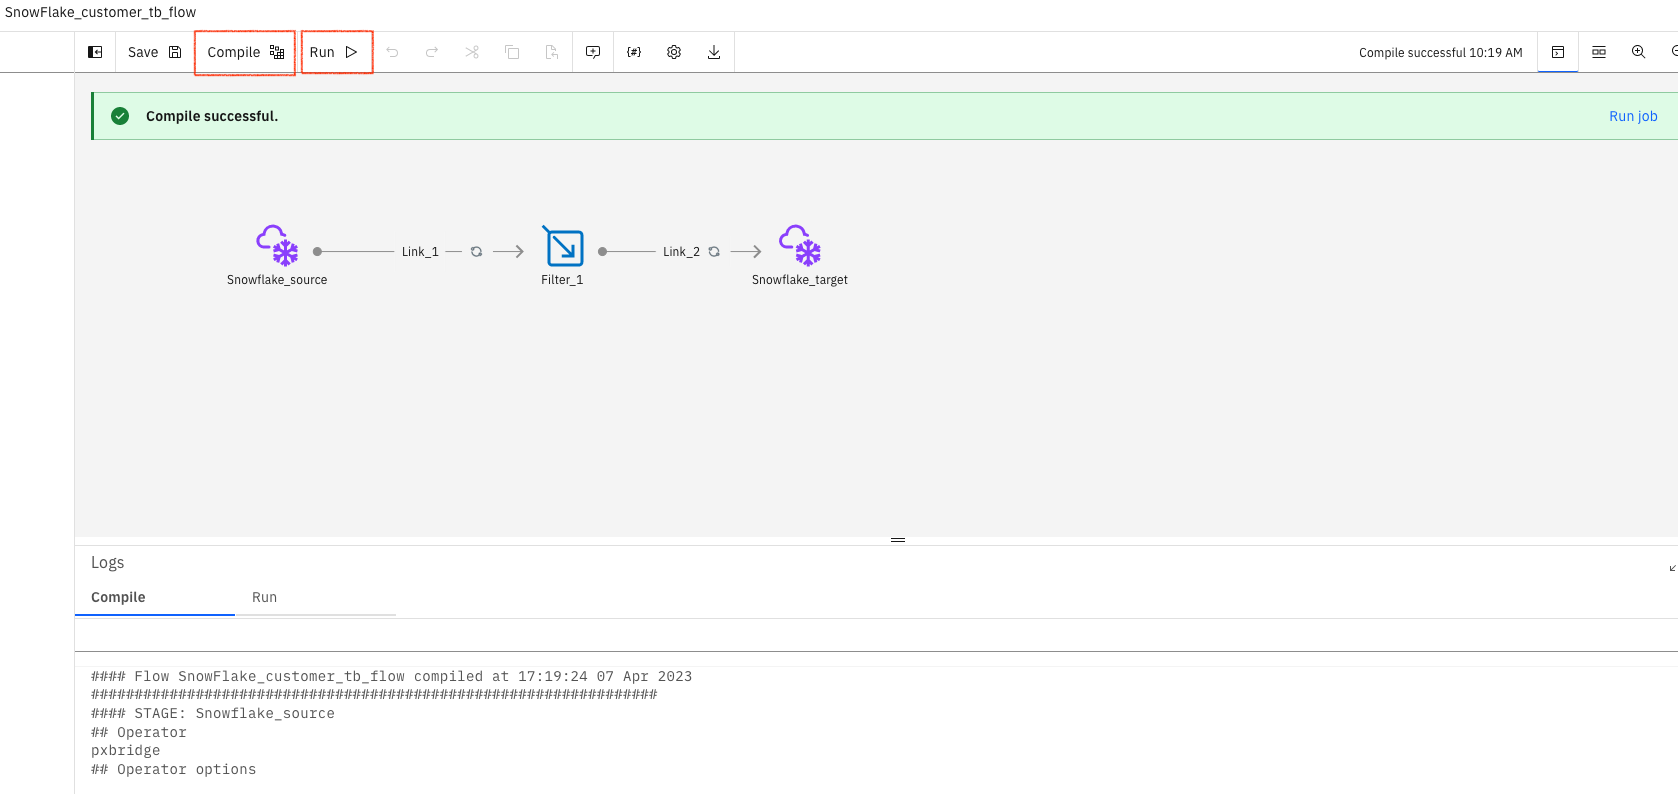 SnowFlake_customer_tb_flow
Save Compile Run {#} Compile successful 10:19 AM
Compile successful. Run job
Link_1 Link_2
Snowflake_source Filter_1 Snowflake_target
Logs
Compile Run
#### Flow SnowFlake_customer_tb_flow compiled at 17:19:24 07 Apr 2023
#################################################################
#### STAGE: Snowflake_source
## Operator
pxbridge
## Operator options